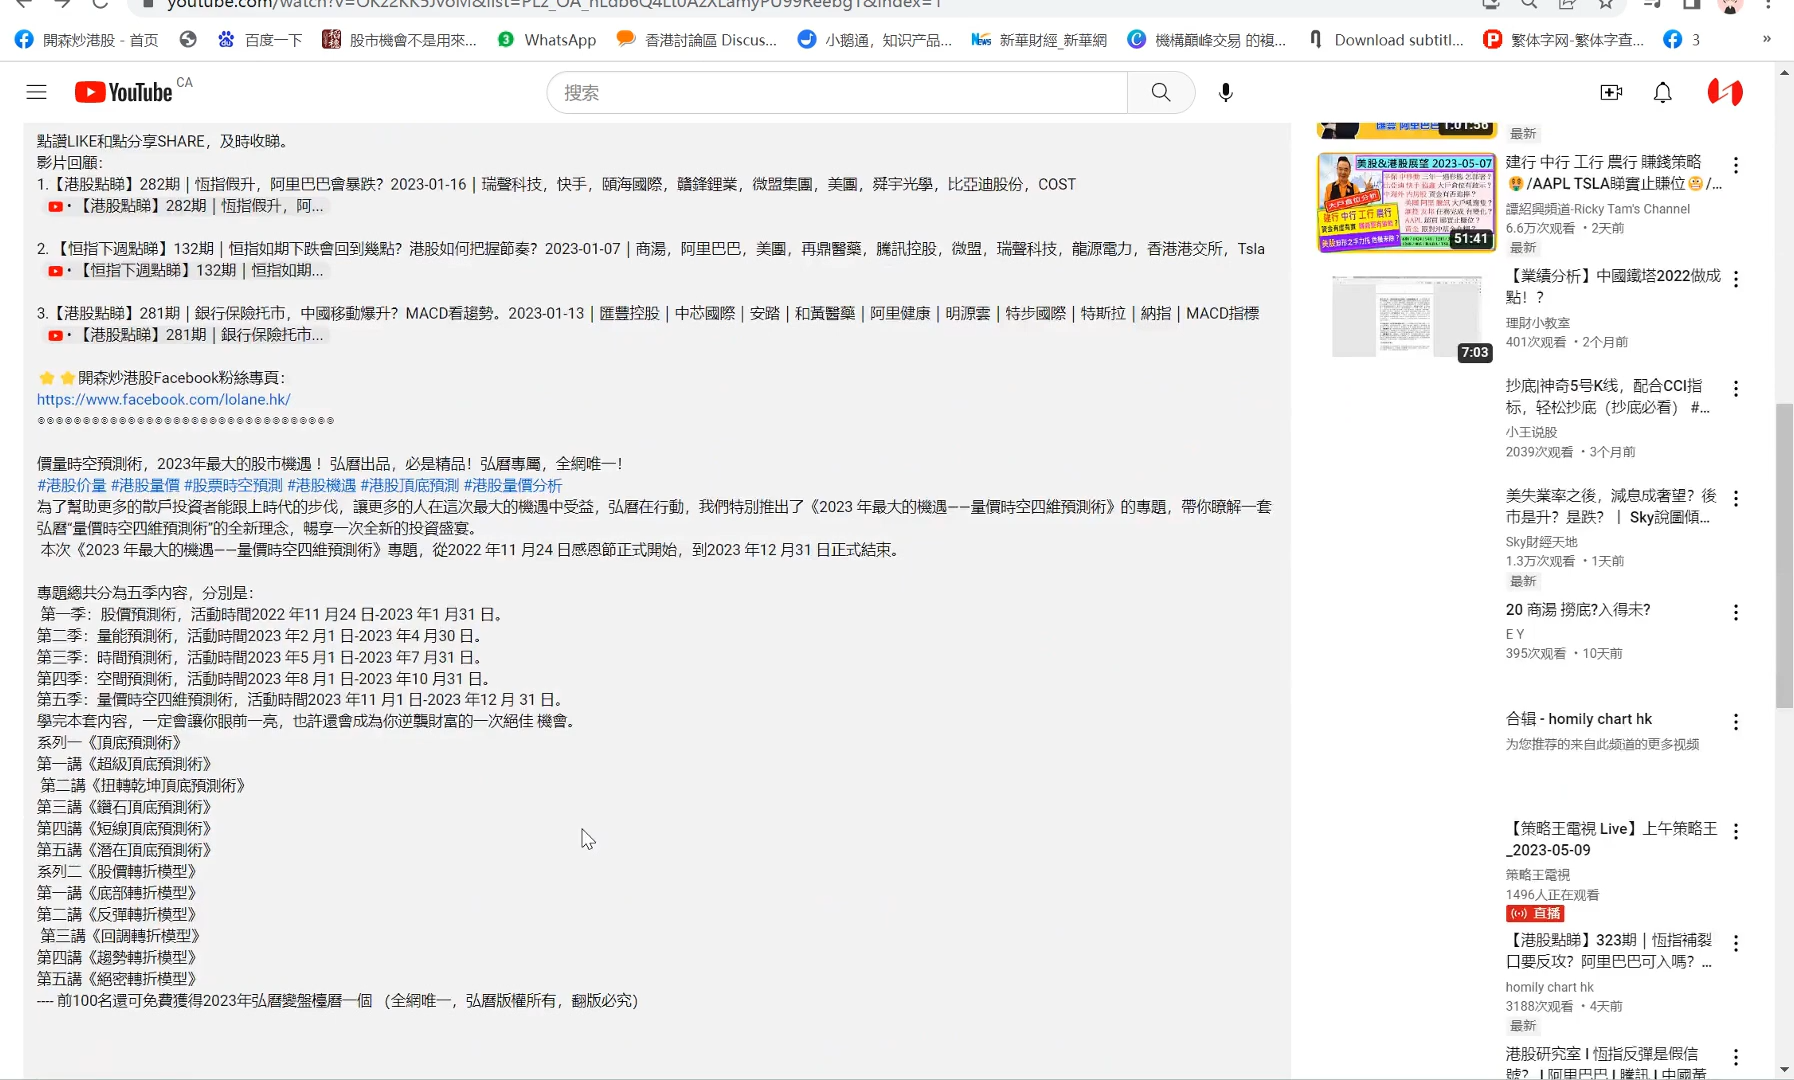 開森炒港股 - 首页
百度一下
股市機會不是用來...
WhatsApp
香港討論區 Discus...
小鹅通，知识产品...
新華財經_新華網
機構巔峰交易 的複...
Download subtitl...
繁体字网-繁体字查...
3
»
YouTube CA
搜索
點讚LIKE和點分享SHARE，及時收睇。
影片回顧：
1.【港股點睇】282期 | 恆指假升，阿里巴巴會暴跌？2023-01-16 | 瑞聲科技，快手，頤海國際，贛鋒鋰業，微盟集團，美團，舜宇光學，比亞迪股份，COST
•【港股點睇】282期 | 恆指假升，阿...
2. 【恒指下週點睇】132期 | 恒指如期下跌會回到幾點？港股如何把握節奏？2023-01-07 | 商湯，阿里巴巴，美團，再鼎醫藥，騰訊控股，微盟，瑞聲科技，龍源電力，香港港交所，Tsla
•【恒指下週點睇】132期 | 恒指如期...
3.【港股點睇】281期 | 銀行保險托市，中國移動爆升？MACD看趨勢。2023-01-13 | 匯豐控股 | 中芯國際 | 安踏 | 和黃醫藥 | 阿里健康 | 明源雲 | 特步國際 | 特斯拉 | 納指 | MACD指標
•【港股點睇】281期 | 銀行保險托市...
開森炒港股Facebook粉絲專頁：
https://www.facebook.com/lolane.hk/
價量時空預測術，2023年最大的股市機遇！弘曆出品，必是精品！弘曆專屬，全網唯一！
#港股价量 #港股量價 #股票時空預測 #港股機遇 #港股頂底預測 #港股量價分析
為了幫助更多的散戶投資者能跟上時代的步伐，讓更多的人在這次最大的機遇中受益，弘曆在行動，我們特別推出了《2023 年最大的機遇——量價時空四維預測術》的專題，帶你瞭解一套
弘曆“量價時空四維預測術”的全新理念，暢享一次全新的投資盛宴。
本次《2023 年最大的機遇——量價時空四維預測術》專題，從2022 年11 月24 日感恩節正式開始，到2023 年12 月31 日正式結束。
專題總共分為五季內容，分別是：
第一季：股價預測術，活動時間2022 年11 月24 日-2023 年1 月31 日。
第二季：量能預測術，活動時間2023 年2 月1 日-2023 年4 月30 日。
第三季：時間預測術，活動時間2023 年5 月1 日-2023 年7 月31 日。
第四季：空間預測術，活動時間2023 年8 月1 日-2023 年10 月31 日。
第五季：量價時空四維預測術，活動時間2023 年11 月1 日-2023 年12 月 31 日。
學完本套內容，一定會讓你眼前一亮，也許還會成為你逆襲財富的一次絕佳 機會。
系列一《頂底預測術》
第一講《超級頂底預測術》
第二講《扭轉乾坤頂底預測術》
第三講《鑽石頂底預測術》
第四講《短線頂底預測術》
第五講《潛在頂底預測術》
系列二《股價轉折模型》
第一講《底部轉折模型》
第二講《反彈轉折模型》
第三講《回調轉折模型》
第四講《趨勢轉折模型》
第五講《絕密轉折模型》
---- 前100名還可免費獲得2023年弘曆變盤檯曆一個 （全網唯一，弘曆版權所有，翻版必究）
1:01:56
最新
美股&港股展望 2023-05-07
大戶倉位分析
建行 中行 工行 農行
51:41
建行 中行 工行 農行 賺錢策略
/AAPL TSLA睇實止賺位/...
譚紹興頻道-Ricky Tam's Channel
6.6万次观看 • 2天前
最新
7:03
【業績分析】中國鐵塔2022做成
點！？
理財小教室
401次观看 • 2个月前
抄底|神奇5号K线，配合CCI指
标，轻松抄底（抄底必看） #...
小王说股
2039次观看 • 3个月前
美失業率之後，減息成奢望？後
市是升？是跌？ | Sky說圖傾...
Sky財經天地
1.3万次观看 • 1天前
最新
20 商湯 撈底?入得未?
E Y
395次观看 • 10天前
合辑 - homily chart hk
为您推荐的来自此频道的更多视频
【策略王電視 Live】上午策略王
_2023-05-09
策略王電視
1496人正在观看
直播
【港股點睇】323期 | 恆指補裂
口要反攻？阿里巴巴可入嗎？...
homily chart hk
3188次观看 • 4天前
最新
港股研究室 l 恆指反彈是假信
號？ l 阿里巴巴 l 騰訊 l 中國黃